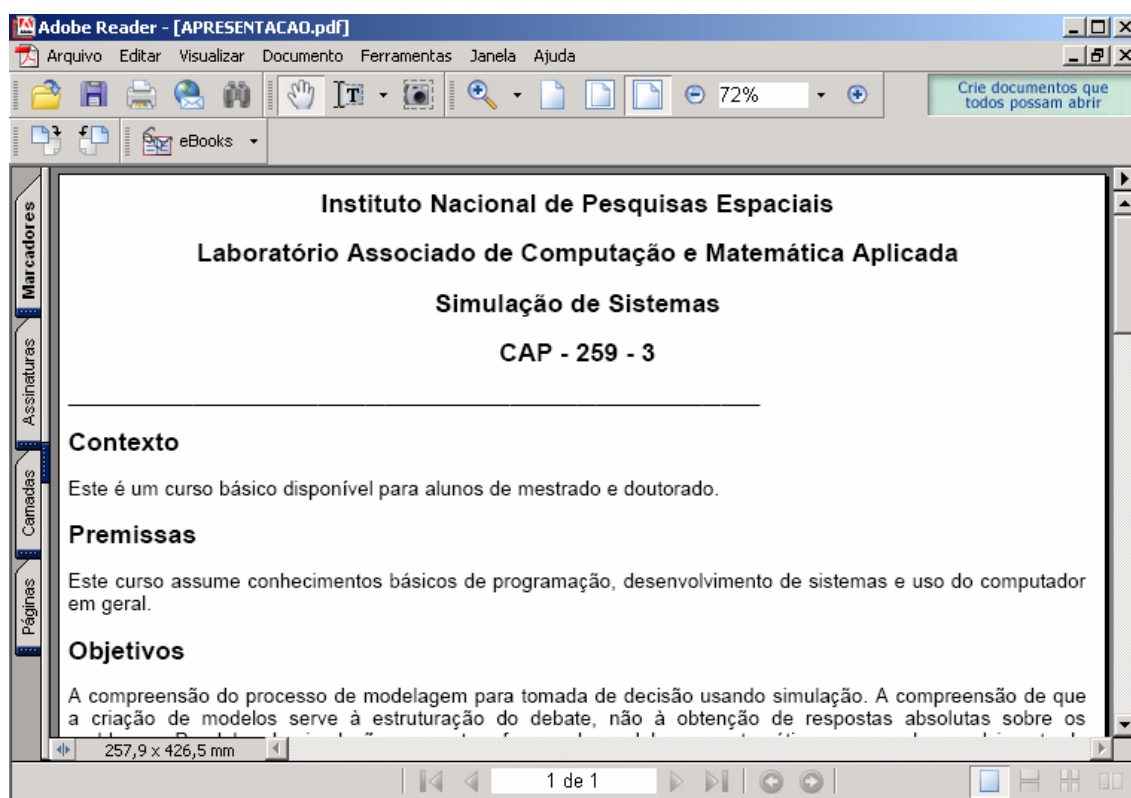 Adobe Reader - [APRESENTACAO.pdf]
Arquivo Editar Visualizar Documento Ferramentas Janela Ajuda
72%
Crie documentos que
todos possam abrir
eBooks
Marcadores
Assinaturas
Camadas
Páginas
Instituto Nacional de Pesquisas Espaciais
Laboratório Associado de Computação e Matemática Aplicada
Simulação de Sistemas
CAP - 259 - 3
Contexto
Este é um curso básico disponível para alunos de mestrado e doutorado.
Premissas
Este curso assume conhecimentos básicos de programação, desenvolvimento de sistemas e uso do computador
em geral.
Objetivos
A compreensão do processo de modelagem para tomada de decisão usando simulação. A compreensão de que
a criação de modelos serve à estruturação do debate, não à obtenção de respostas absolutas sobre os
257,9 x 426,5 mm
1 de 1